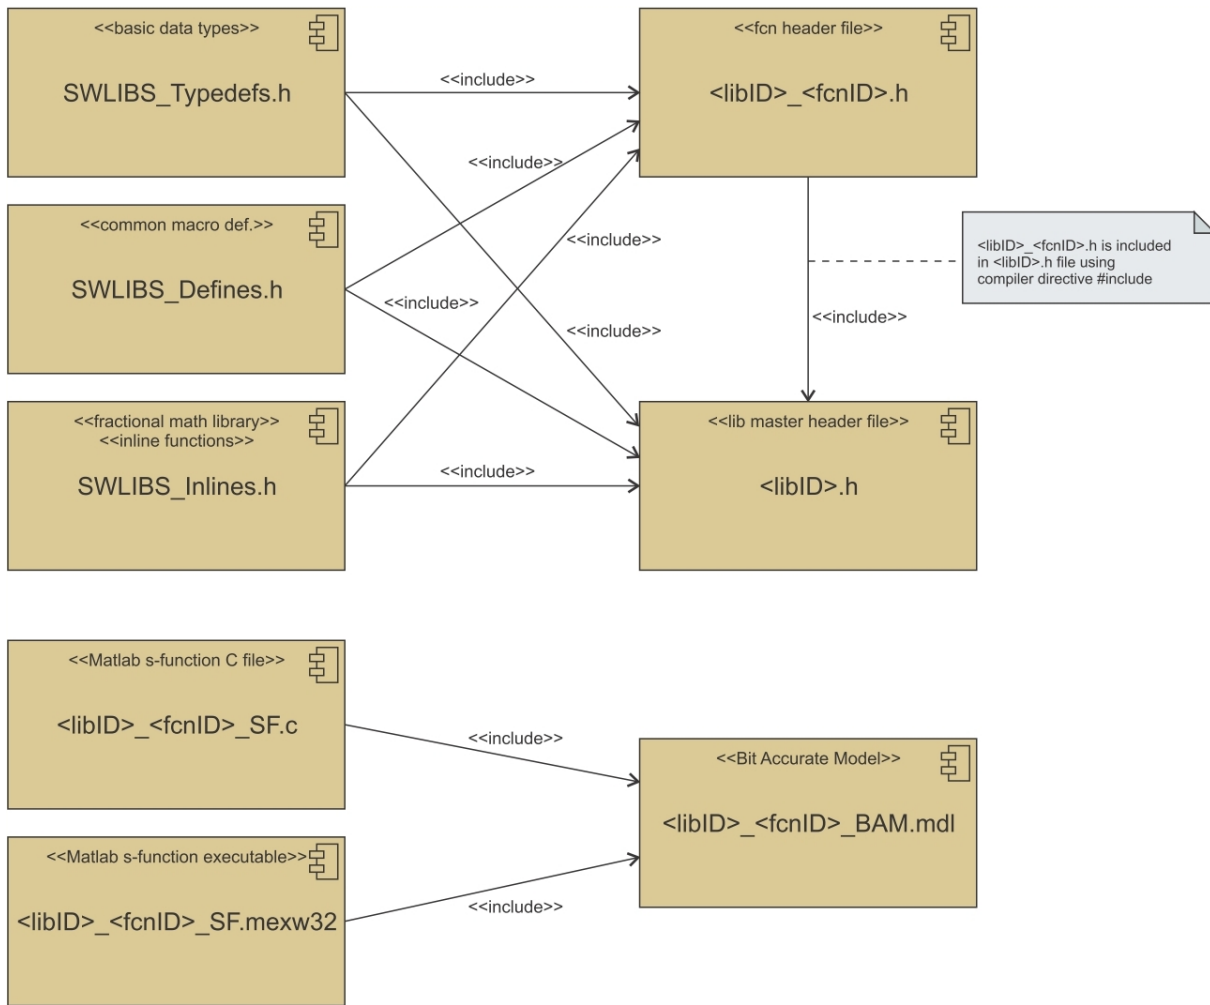 <<basic data types>>
SWLIBS_Typedefs.h
<<include>>
<<fcn header file>>
<libID>_<fcnID>.h
<<include>>
<<common macro def.>>
SWLIBS_Defines.h
<<include>>
<<include>>
<<include>>
<libID>_<fcnID>.h is included
in <libID>.h file using
compiler directive #include
<<include>>
<<fractional math library>>
<<inline functions>>
SWLIBS_Inlines.h
<<include>>
<<lib master header file>>
<libID>.h
<<Matlab s-function C file>>
<libID>_<fcnID>_SF.c
<<include>>
<<Bit Accurate Model>>
<libID>_<fcnID>_BAM.mdl
<<Matlab s-function executable>>
<libID>_<fcnID>_SF.mexw32
<<include>>